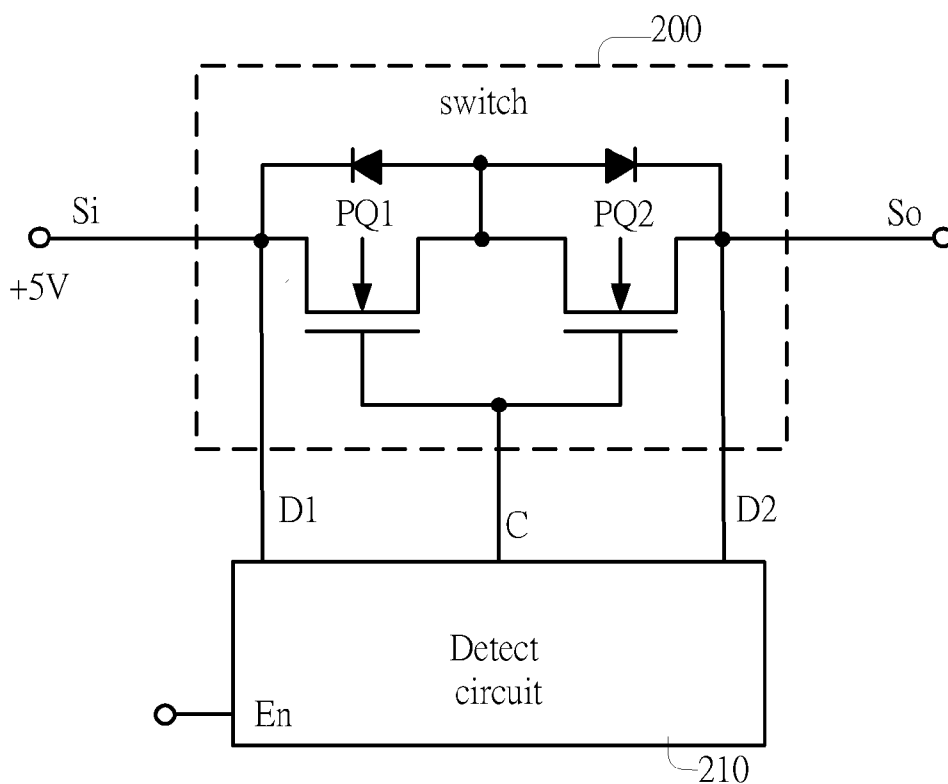 200
switch
Si
PQ1
PQ2
So
+5V
D1
C
D2
Detect
circuit
En
210